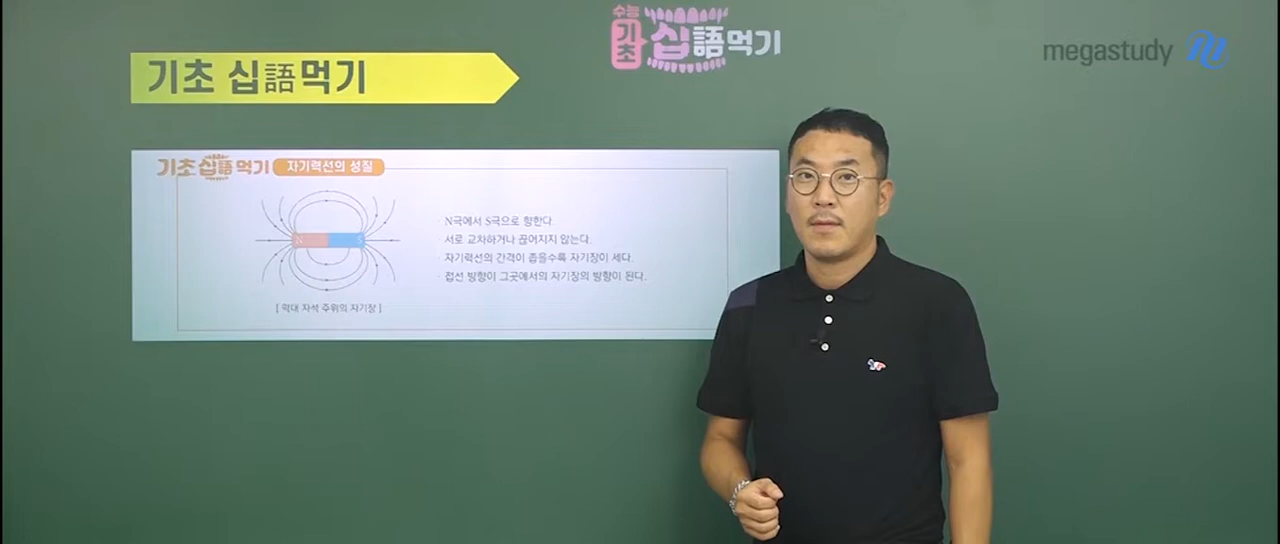 수능
기초
십語먹기
megastudy
기초 십語먹기
기초 십語먹기 자기력선의 성질
N S
· N극에서 S극으로 향한다.
· 서로 교차하거나 끊어지지 않는다.
· 자기력선의 간격이 좁을수록 자기장이 세다.
· 접선 방향이 그곳에서의 자기장의 방향이 된다.
[ 막대 자석 주위의 자기장 ]